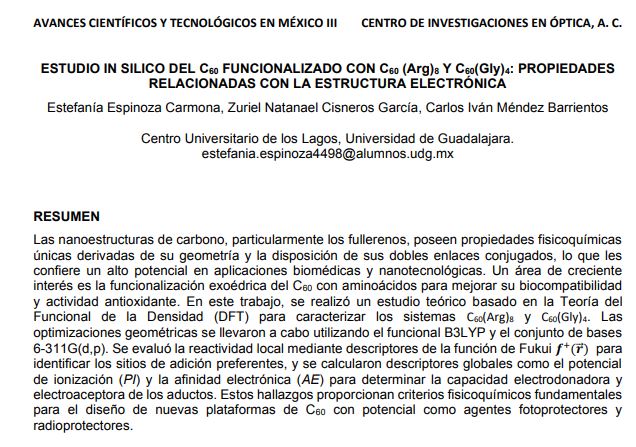 AVANCES CIENTÍFICOS Y TECNOLÓGICOS EN MÉXICO III CENTRO DE INVESTIGACIONES EN ÓPTICA, A. C.
ESTUDIO IN SILICO DEL C₆₀ FUNCIONALIZADO CON C₆₀ (Arg)₈ Y C₆₀(Gly)₄: PROPIEDADES
RELACIONADAS CON LA ESTRUCTURA ELECTRÓNICA
Estefanía Espinoza Carmona, Zuriel Natanael Cisneros García, Carlos Iván Méndez Barrientos
Centro Universitario de los Lagos, Universidad de Guadalajara.
estefania.espinoza4498@alumnos.udg.mx
RESUMEN
Las nanoestructuras de carbono, particularmente los fullerenos, poseen propiedades fisicoquímicas
únicas derivadas de su geometría y la disposición de sus dobles enlaces conjugados, lo que les
confiere un alto potencial en aplicaciones biomédicas y nanotecnológicas. Un área de creciente
interés es la funcionalización exoédrica del C₆₀ con aminoácidos para mejorar su biocompatibilidad
y actividad antioxidante. En este trabajo, se realizó un estudio teórico basado en la Teoría del
Funcional de la Densidad (DFT) para caracterizar los sistemas C₆₀(Arg)₈ y C₆₀(Gly)₄. Las
optimizaciones geométricas se llevaron a cabo utilizando el funcional B3LYP y el conjunto de bases
6-311G(d,p). Se evaluó la reactividad local mediante descriptores de la función de Fukui f⁺(r⃗) para
identificar los sitios de adición preferentes, y se calcularon descriptores globales como el potencial
de ionización (PI) y la afinidad electrónica (AE) para determinar la capacidad electrodonadora y
electroaceptora de los aductos. Estos hallazgos proporcionan criterios fisicoquímicos fundamentales
para el diseño de nuevas plataformas de C₆₀ con potencial como agentes fotoprotectores y
radioprotectores.